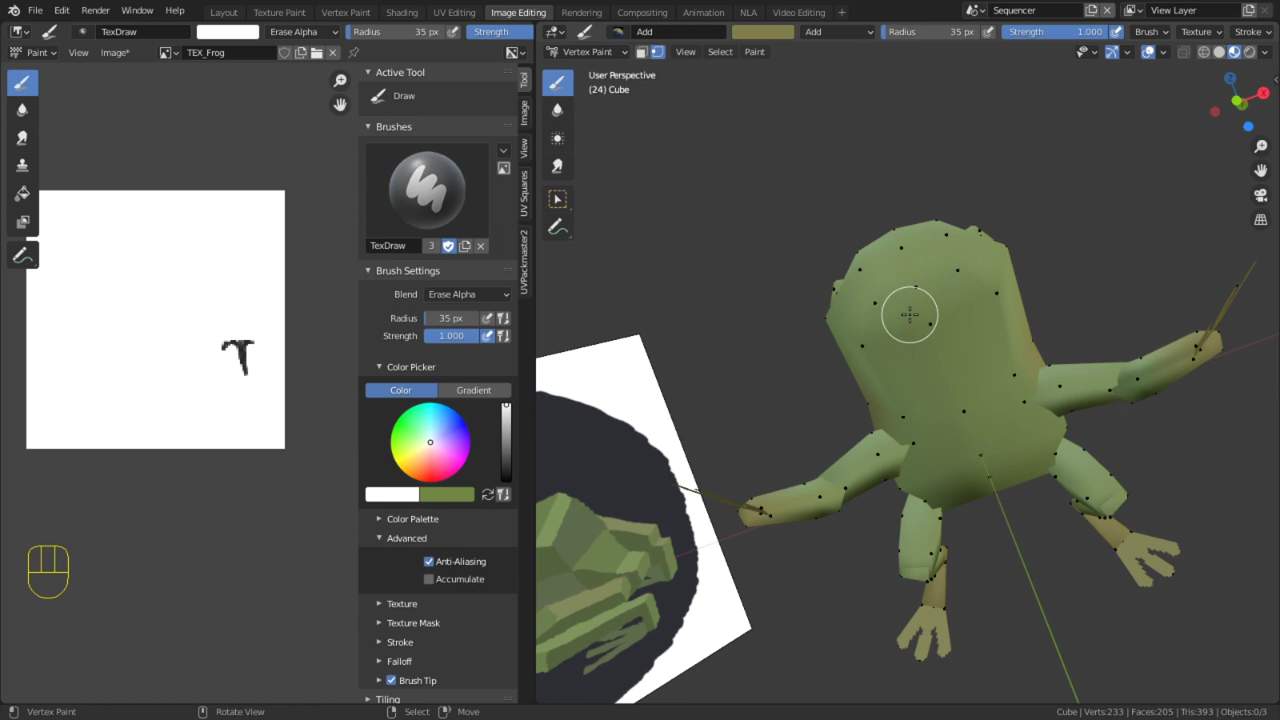 File Edit Render Window Help Layout Texture Paint Vertex Paint Shading UV Editing Image Editing Rendering Compositing Animation NLA Video Editing + Sequencer View Layer
TexDraw Erase Alpha Radius 35 px Strength Add Add Radius 35 px Strength 1.000 Brush Texture Stroke
Paint View Image* TEX_Frog Vertex Paint View Select Paint
Active Tool
Draw
Brushes
TexDraw 3
Brush Settings
Blend Erase Alpha
Radius 35 px
Strength 1.000
Color Picker
Color Gradient
Color Palette
Advanced
Anti-Aliasing
Accumulate
Texture
Texture Mask
Stroke
Falloff
Brush Tip
Tiling
Tool
Image
View
UV Squares
UVPackmaster2
User Perspective
(24) Cube
X
Z
Vertex Paint Rotate View Select Move Cube | Verts:233 | Faces:205 | Tris:393 | Objects:0/3